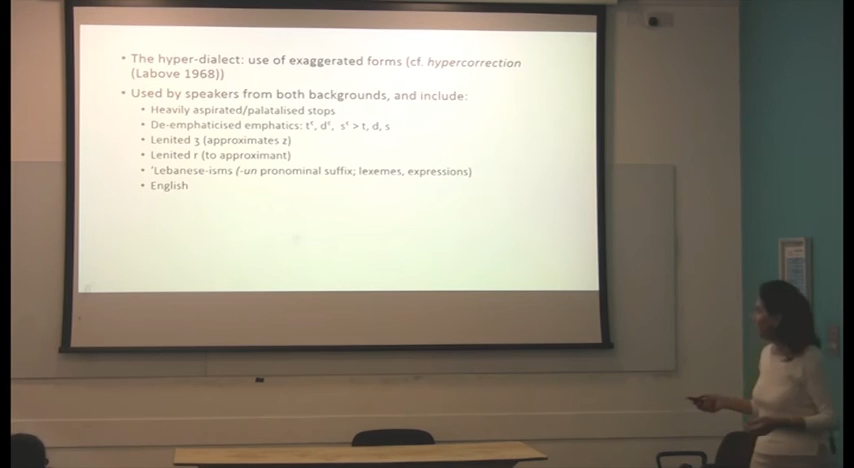 • The hyper-dialect: use of exaggerated forms (cf. hypercorrection
(Labove 1968))
• Used by speakers from both backgrounds, and include:
• Heavily aspirated/palatalised stops
• De-emphaticised emphatics: tˤ, dˤ, sˤ > t, d, s
• Lenited ʒ (approximates z)
• Lenited r (to approximant)
• 'Lebanese-isms (-un pronominal suffix; lexemes, expressions)
• English